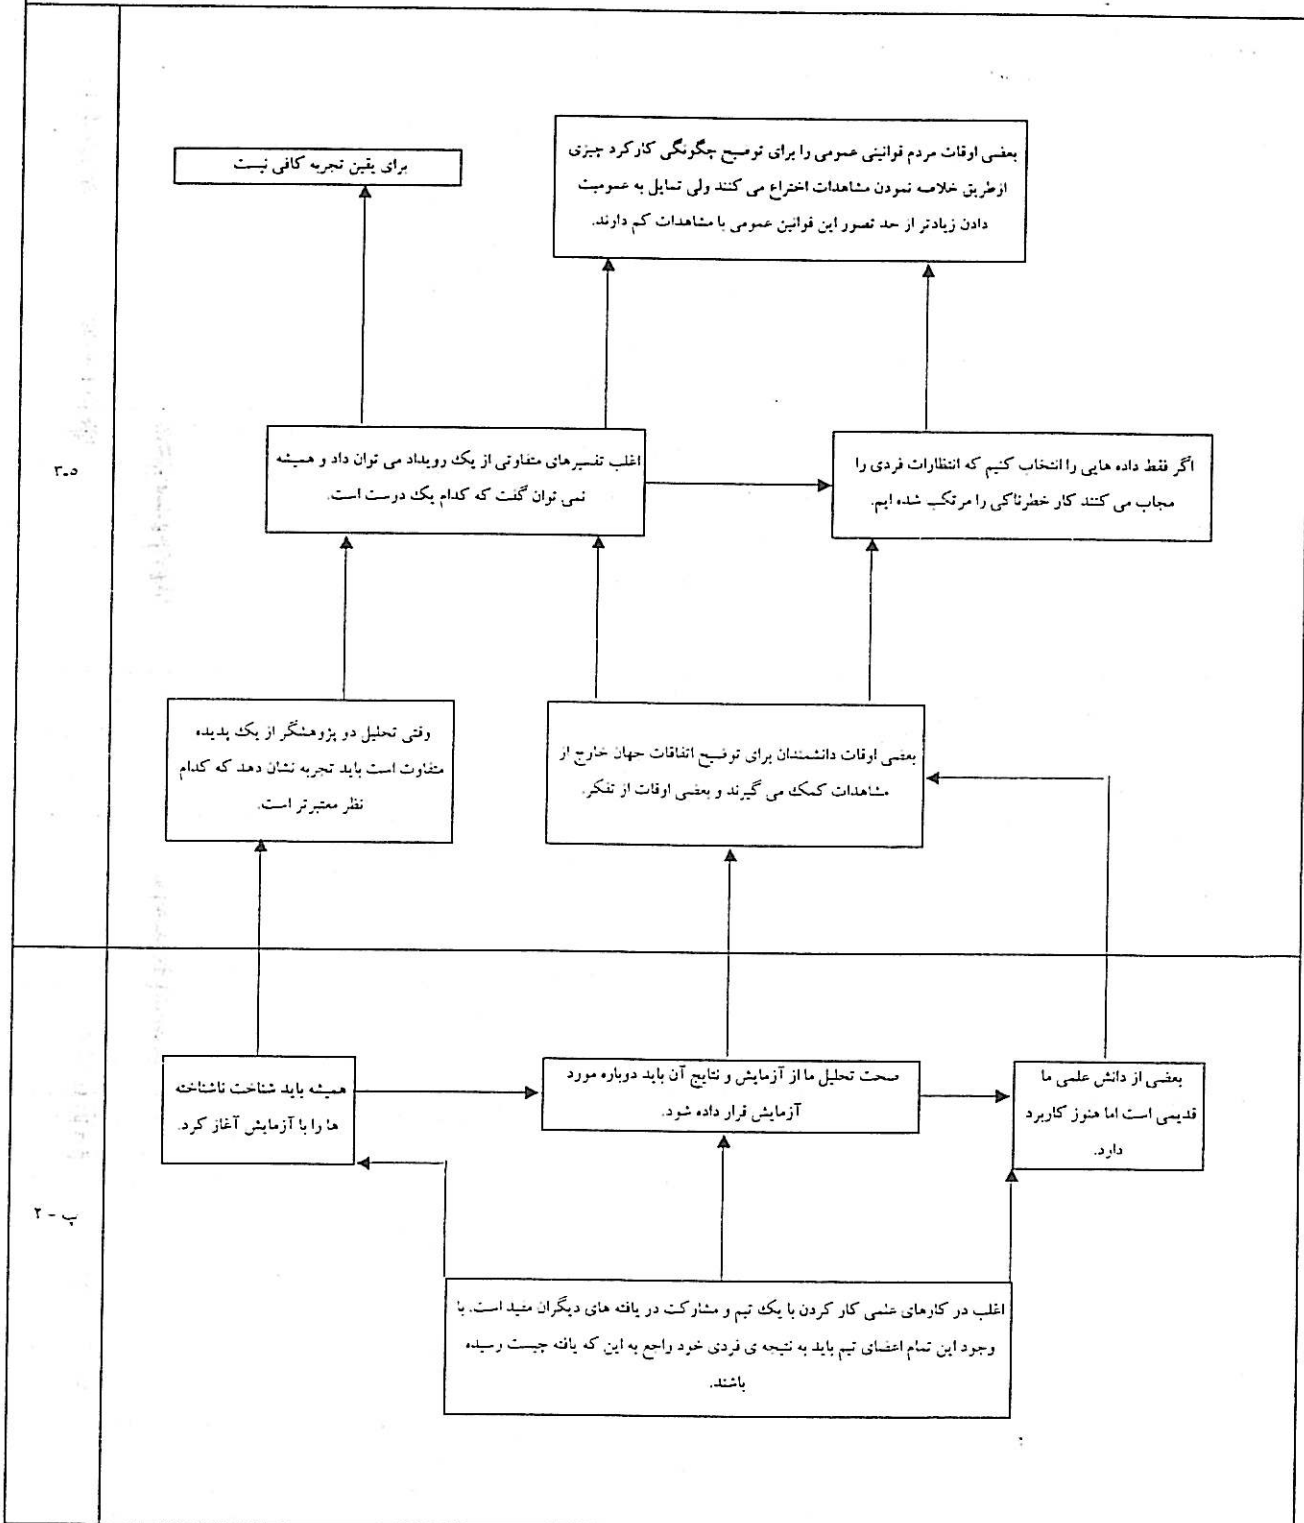 بعضی اوقات مردم قوانینی عمومی را برای توضیح چگونگی کارکرد چیزی
ازطریق خلاصه نمودن مشاهدات اختراع می کنند ولی تمایل به عمومیت
دادن زیادتر از حد تصور این قوانین عمومی با مشاهدات کم دارند.
برای یقین تجربه کافی نیست
۳-۵
اگر فقط داده هایی را انتخاب کنیم که انتظارات فردی را
مجاب می کنند کار خطرناکی را مرتکب شده ایم.
اغلب تفسیرهای متفاوتی از یک رویداد می توان داد و همیشه
نمی توان گفت که کدام یک درست است.
بعضی اوقات دانشمندان برای توضیح اتفاقات جهان خارج از
مشاهدات کمک می گیرند و بعضی اوقات از تفکر.
وقتی تحلیل دو پژوهشگر از یک پدیده
متفاوت است باید تجربه نشان دهد که کدام
نظر معتبرتر است.
بعضی از دانش علمی ما
قدیمی است اما هنوز کاربرد
دارد.
صحت تحلیل ما از آزمایش و نتایج آن باید دوباره مورد
آزمایش قرار داده شود.
همیشه باید شناخت ناشناخته
ها را با آزمایش آغاز کرد.
پ - ۲
اغلب در کارهای علمی کار کردن با یک تیم و مشارکت در یافته های دیگران مفید است. با
وجود این تمام اعضای تیم باید به نتیجه ی فردی خود راجع به این که یافته چیست رسیده
باشند.